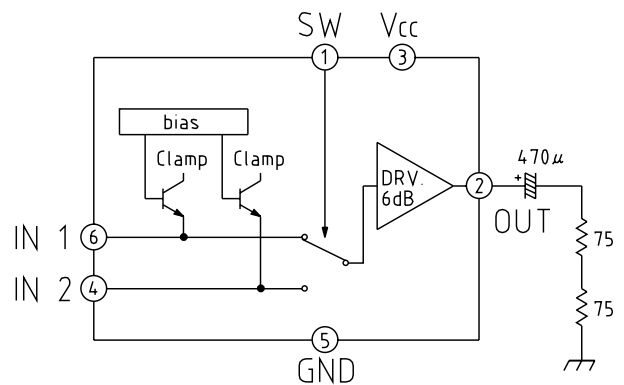 SW Vcc
1 3
bias
Clamp Clamp
470μ
+
DRV.
6dB
2
OUT
IN 1 6
75
IN 2 4
75
5
GND